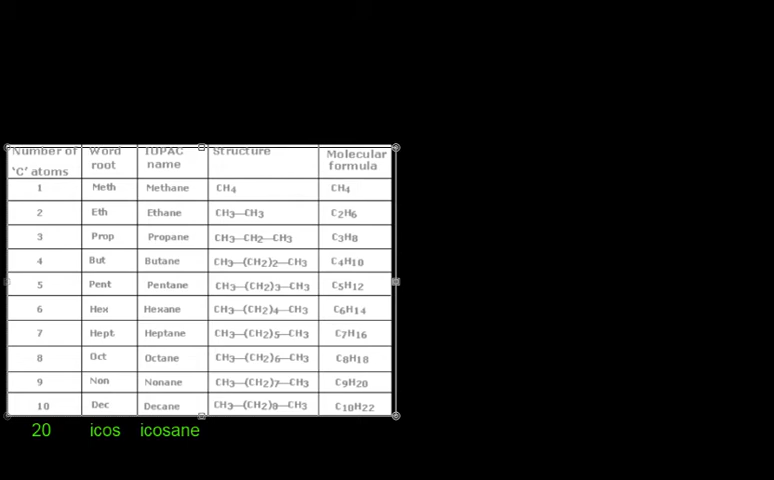 Number of Word IUPAC Structure Molecular
'C' atoms root name formula
1 Meth Methane CH4 CH4
2 Eth Ethane CH3—CH3 C2H6
3 Prop Propane CH3—CH2—CH3 C3H8
4 But Butane CH3—(CH2)2—CH3 C4H10
5 Pent Pentane CH3—(CH2)3—CH3 C5H12
6 Hex Hexane CH3—(CH2)4—CH3 C6H14
7 Hept Heptane CH3—(CH2)5—CH3 C7H16
8 Oct Octane CH3—(CH2)6—CH3 C8H18
9 Non Nonane CH3—(CH2)7—CH3 C9H20
10 Dec Decane CH3—(CH2)8—CH3 C10H22
20 icos icosane